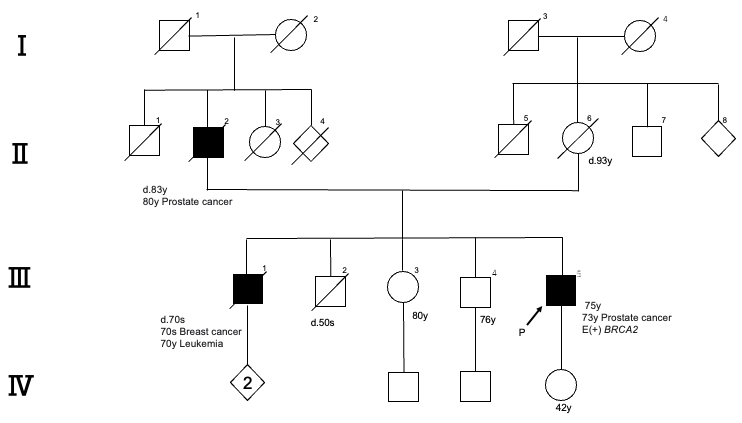 I
1
2
3
4
II
1
2
3
4
5
6
7
8
d.93y
d.83y
80y Prostate cancer
III
1
2
3
4
5
d.70s
70s Breast cancer
70y Leukemia
d.50s
80y
76y
P
75y
73y Prostate cancer
E(+) BRCA2
IV
2
42y